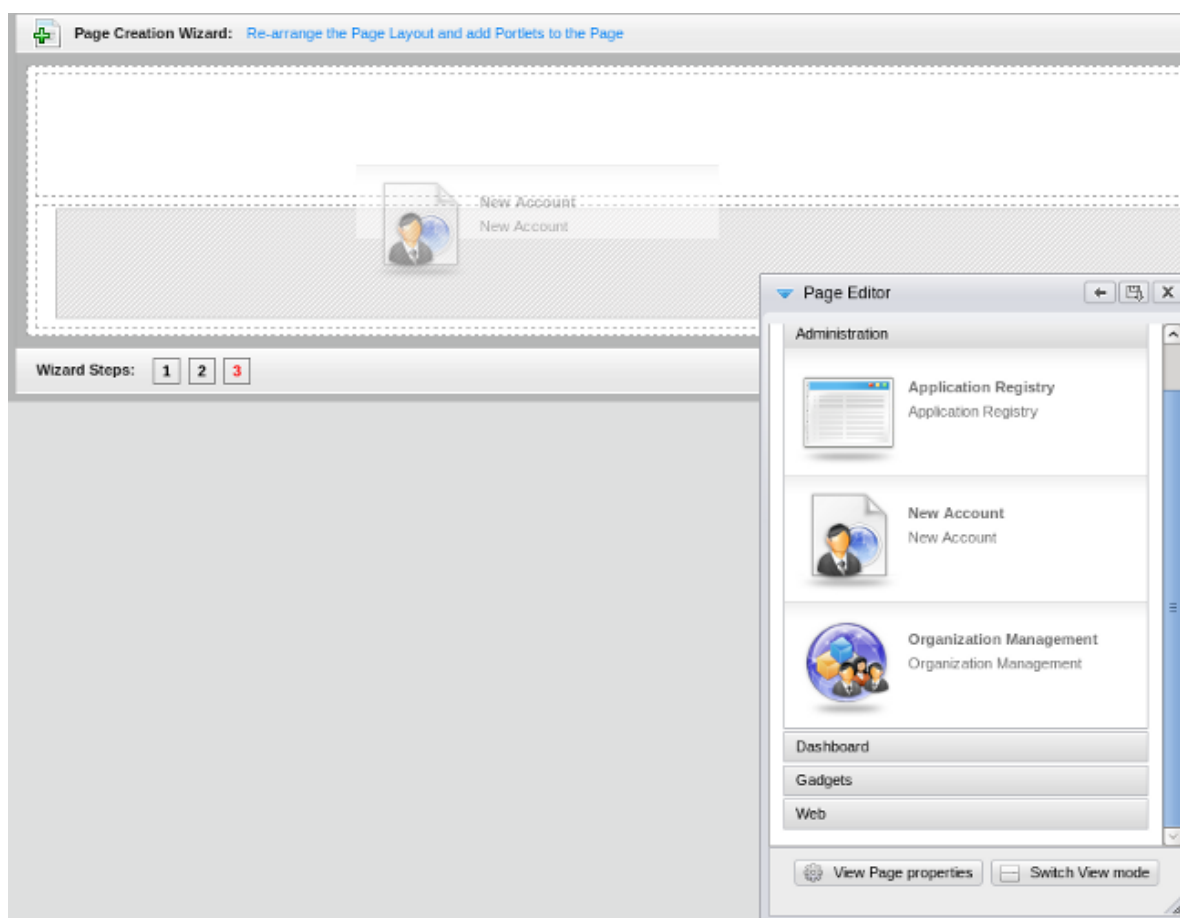 Page Creation Wizard: Re-arrange the Page Layout and add Portlets to the Page
New Account
New Account
Page Editor
Administration
Application Registry
Application Registry
New Account
New Account
Organization Management
Organization Management
Dashboard
Gadgets
Web
View Page properties Switch View mode
Wizard Steps: 1 2 3